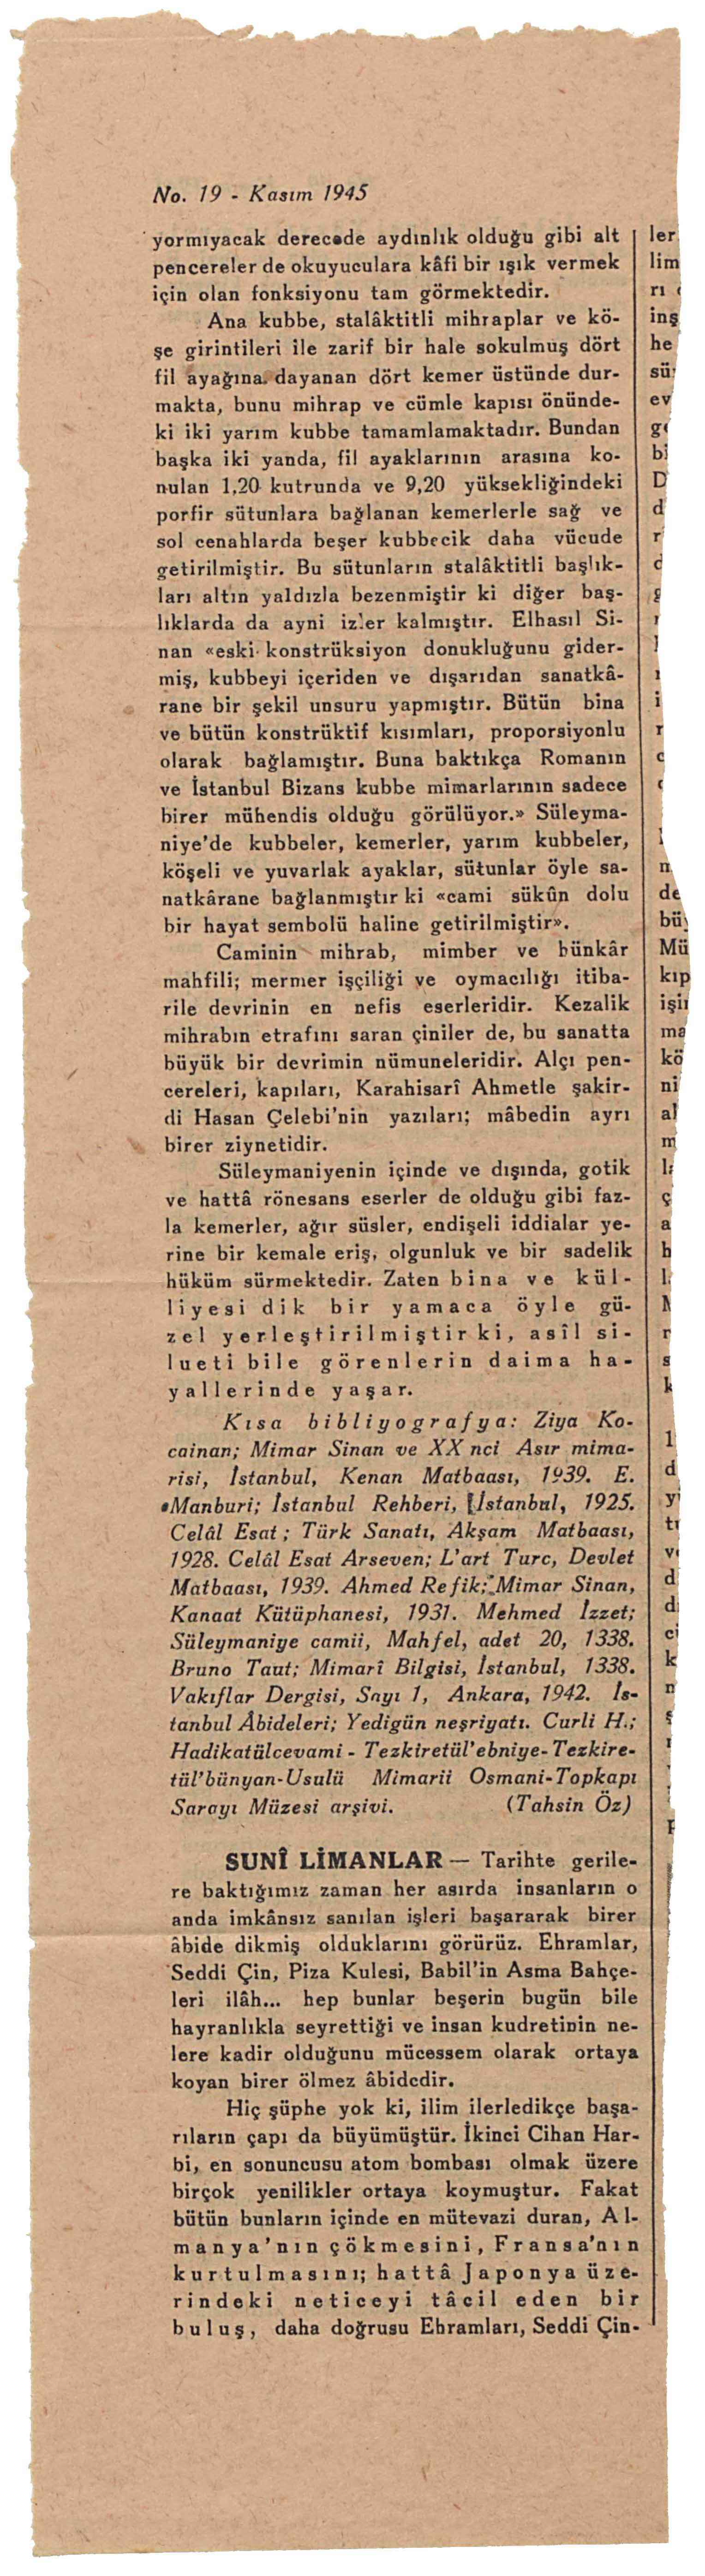 No. 19 - Kasım 1945
yormıyacak derecede aydınlık olduğu gibi alt
pencereler de okuyuculara kâfi bir ışık vermek
için olan fonksiyonu tam görmektedir.
Ana kubbe, stalâktitli mihraplar ve kö-
şe girintileri ile zarif bir hale sokulmuş dört
fil ayağına dayanan dört kemer üstünde dur-
makta, bunu mihrap ve cümle kapısı önünde-
ki iki yarım kubbe tamamlamaktadır. Bundan
başka iki yanda, fil ayaklarının arasına ko-
nulan 1,20 kutrunda ve 9,20 yüksekliğindeki
porfir sütunlara bağlanan kemerlerle sağ ve
sol cenahlarda beşer kubbecik daha vücude
getirilmiştir. Bu sütunların stalâktitli başlık-
ları altın yaldızla bezenmiştir ki diğer baş-
lıklarda da ayni izler kalmıştır. Elhasıl Si-
nan «eski konstrüksiyon donukluğunu gider-
miş, kubbeyi içeriden ve dışarıdan sanatkâ-
rane bir şekil unsuru yapmıştır. Bütün bina
ve bütün konstrüktif kısımları, proporsiyonlu
olarak bağlamıştır. Buna baktıkça Romanın
ve İstanbul Bizans kubbe mimarlarının sadece
birer mühendis olduğu görülüyor.» Süleyma-
niye'de kubbeler, kemerler, yarım kubbeler,
köşeli ve yuvarlak ayaklar, sütunlar öyle sa-
natkârane bağlanmıştır ki «cami sükûn dolu
bir hayat sembolü haline getirilmiştir».
Caminin mihrab, mimber ve hünkâr
mahfili; mermer işçiliği ve oymacılığı itiba-
rile devrinin en nefis eserleridir. Kezalik
mihrabın etrafını saran çiniler de, bu sanatta
büyük bir devrimin nümuneleridir. Alçı pen-
cereleri, kapıları, Karahisarî Ahmetle şakir-
di Hasan Çelebi'nin yazıları; mâbedin ayrı
birer ziynetidir.
Süleymaniyenin içinde ve dışında, gotik
ve hattâ rönesans eserler de olduğu gibi faz-
la kemerler, ağır süsler, endişeli iddialar ye-
rine bir kemale eriş, olgunluk ve bir sadelik
hüküm sürmektedir. Zaten bina ve kül-
liyesi dik bir yamaca öyle gü-
zel yerleştirilmiştir ki, asîl si-
lueti bile görenlerin daima ha-
yallerinde yaşar.
Kısa bibliyografya: Ziya Ko-
cainan; Mimar Sinan ve XX nci Asır mima-
risi, İstanbul, Kenan Matbaası, 1939. E.
Manburi; İstanbul Rehberi, İstanbul, 1925.
Celâl Esat; Türk Sanatı, Akşam Matbaası,
1928. Celâl Esat Arseven; L'art Turc, Devlet
Matbaası, 1939. Ahmed Refik; Mimar Sinan,
Kanaat Kütüphanesi, 1931. Mehmed İzzet;
Süleymaniye camii, Mahfel, adet 20, 1338.
Bruno Taut; Mimarî Bilgisi, İstanbul, 1338.
Vakıflar Dergisi, Sayı 1, Ankara, 1942. İs-
tanbul Âbideleri; Yedigün neşriyatı. Curli H.;
Hadikatülcevami - Tezkiretül'ebniye-Tezkire-
tül'bünyan-Usulü Mimarii Osmani-Topkapı
Sarayı Müzesi arşivi. (Tahsin Öz)
SUNÎ LİMANLAR — Tarihte gerile-
re baktığımız zaman her asırda insanların o
anda imkânsız sanılan işleri başararak birer
âbide dikmiş olduklarını görürüz. Ehramlar,
Seddi Çin, Piza Kulesi, Babil'in Asma Bahçe-
leri ilâh... hep bunlar beşerin bugün bile
hayranlıkla seyrettiği ve insan kudretinin ne-
lere kadir olduğunu mücessem olarak ortaya
koyan birer ölmez âbidedir.
Hiç şüphe yok ki, ilim ilerledikçe başa-
rıların çapı da büyümüştür. İkinci Cihan Har-
bi, en sonuncusu atom bombası olmak üzere
birçok yenilikler ortaya koymuştur. Fakat
bütün bunların içinde en mütevazi duran, Al-
manya'nın çökmesini, Fransa'nın
kurtulmasını; hattâ Japonya üze-
rindeki neticeyi tâcil eden bir
buluş, daha doğrusu Ehramları, Seddi Çin-